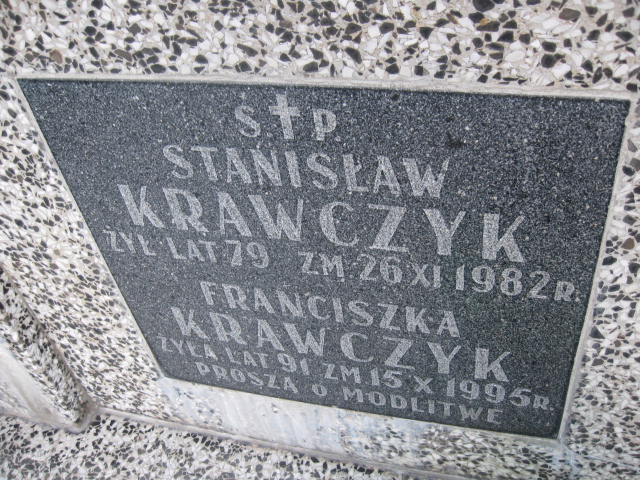 Ś † P
STANISŁAW
KRAWCZYK
ŻYŁ LAT 79 ZM. 26 XI 1982 R.
FRANCISZKA
KRAWCZYK
ŻYŁA LAT 91 ZM 15 X 1995 R.
PROSZĄ O MODLITWĘ